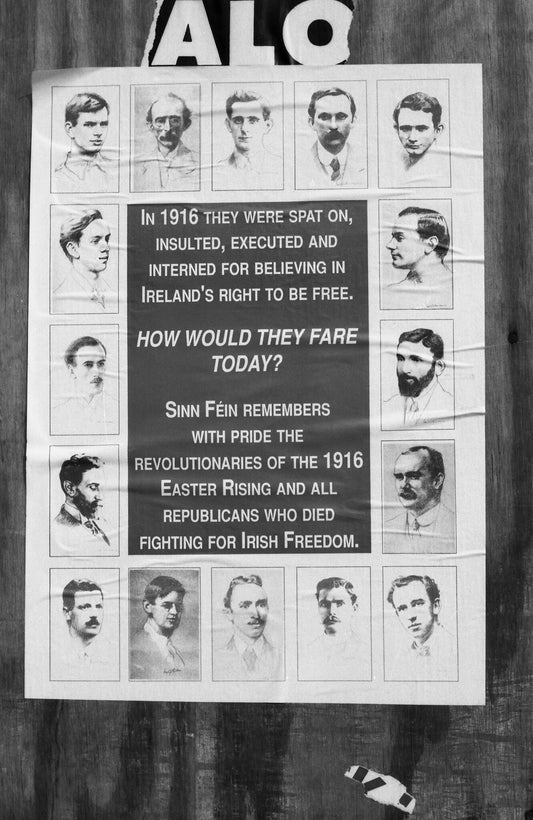 ALO
In 1916 they were spat on,
insulted, executed and
interned for believing in
Ireland's right to be free.
HOW WOULD THEY FARE
TODAY?
Sinn Féin remembers
with pride the
revolutionaries of the 1916
Easter Rising and all
republicans who died
fighting for Irish Freedom.